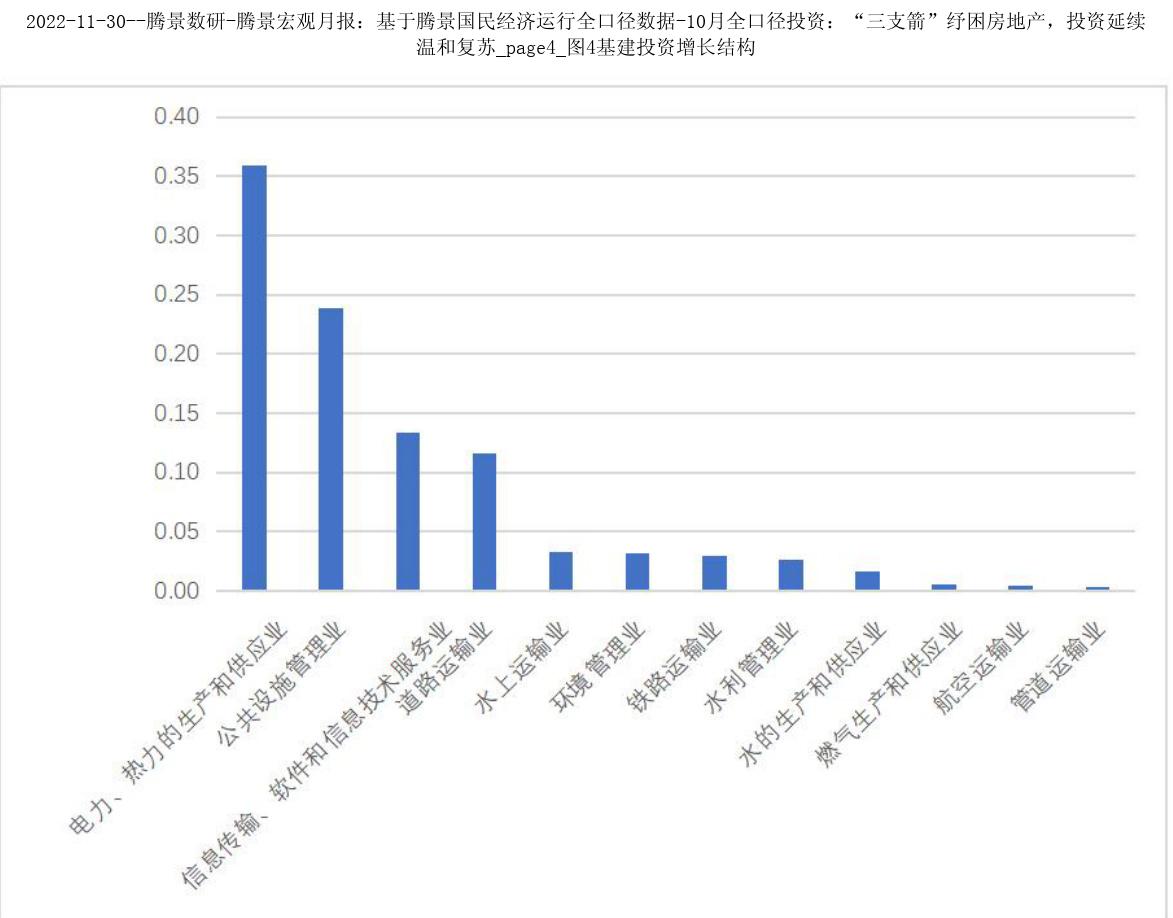 2022-11-30--腾景数研-腾景宏观月报：基于腾景国民经济运行全口径数据-10月全口径投资：“三支箭”纾困房地产，投资延续
温和复苏_page4_图4基建投资增长结构
0.40
0.35
0.30
0.25
0.20
0.15
0.10
0.05
0.00
电力、热力的生产和供应业
公共设施管理业
信息传输、软件和信息技术服务业
道路运输业
水上运输业
环境管理业
铁路运输业
水利管理业
水的生产和供应业
燃气生产和供应业
航空运输业
管道运输业